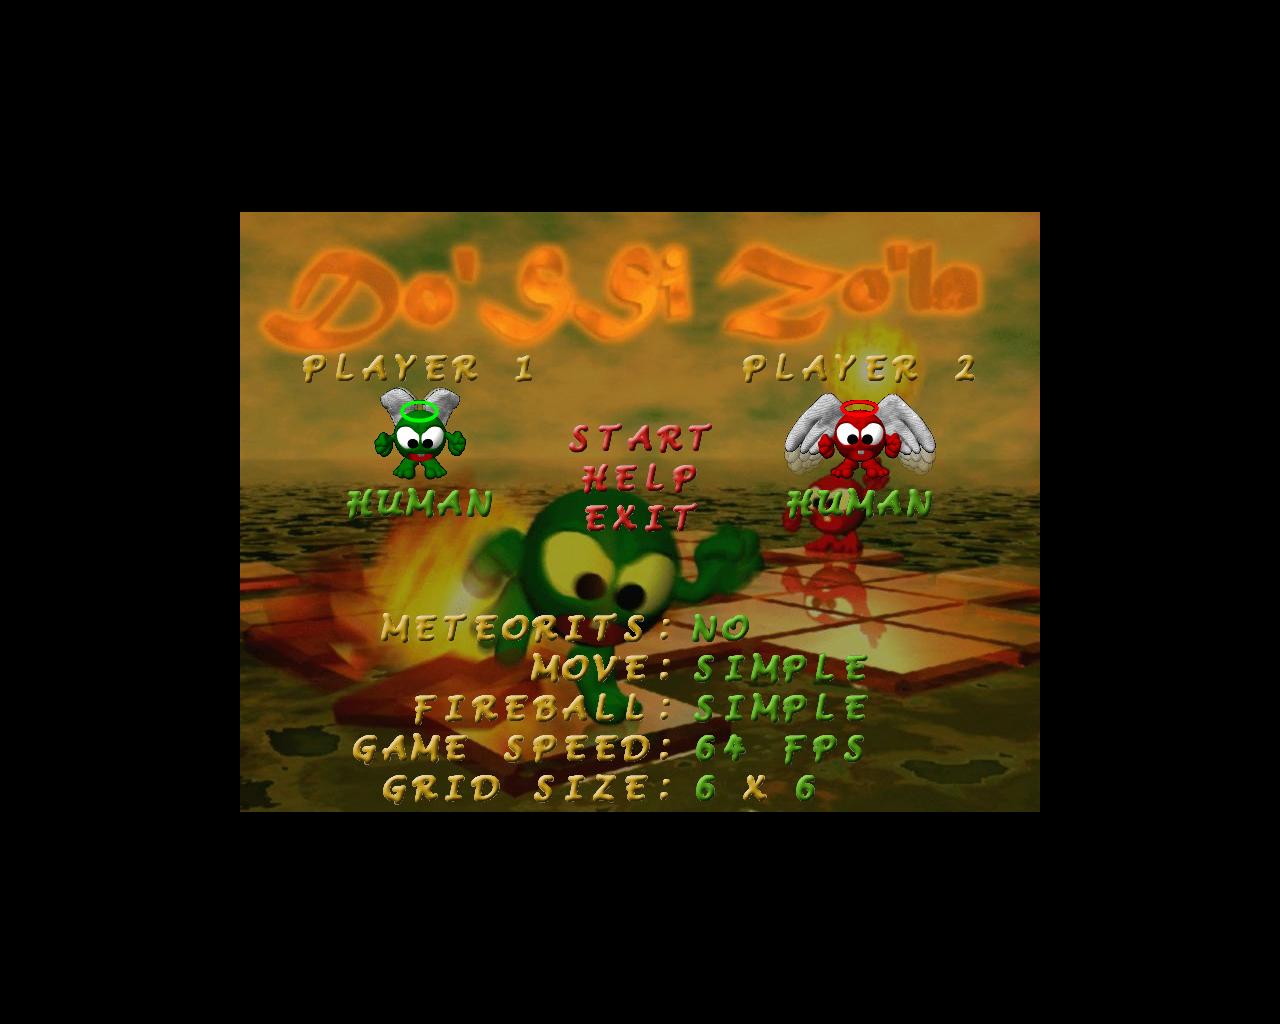 Do'SSi Zo'la
PLAYER 1
PLAYER 2
START
HELP
EXIT
HUMAN
HUMAN
METEORITS: NO
MOVE: SIMPLE
FIREBALL: SIMPLE
GAME SPEED: 64 FPS
GRID SIZE: 6 X 6